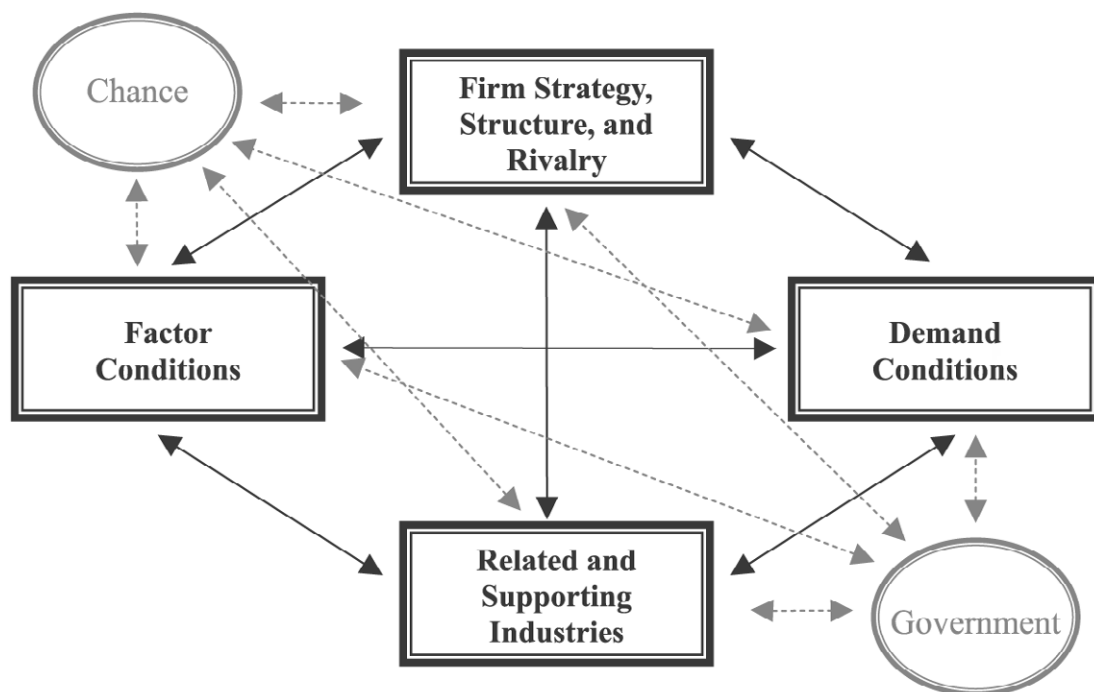 Chance
Firm Strategy,
Structure, and
Rivalry
Factor
Conditions
Demand
Conditions
Related and
Supporting
Industries
Government